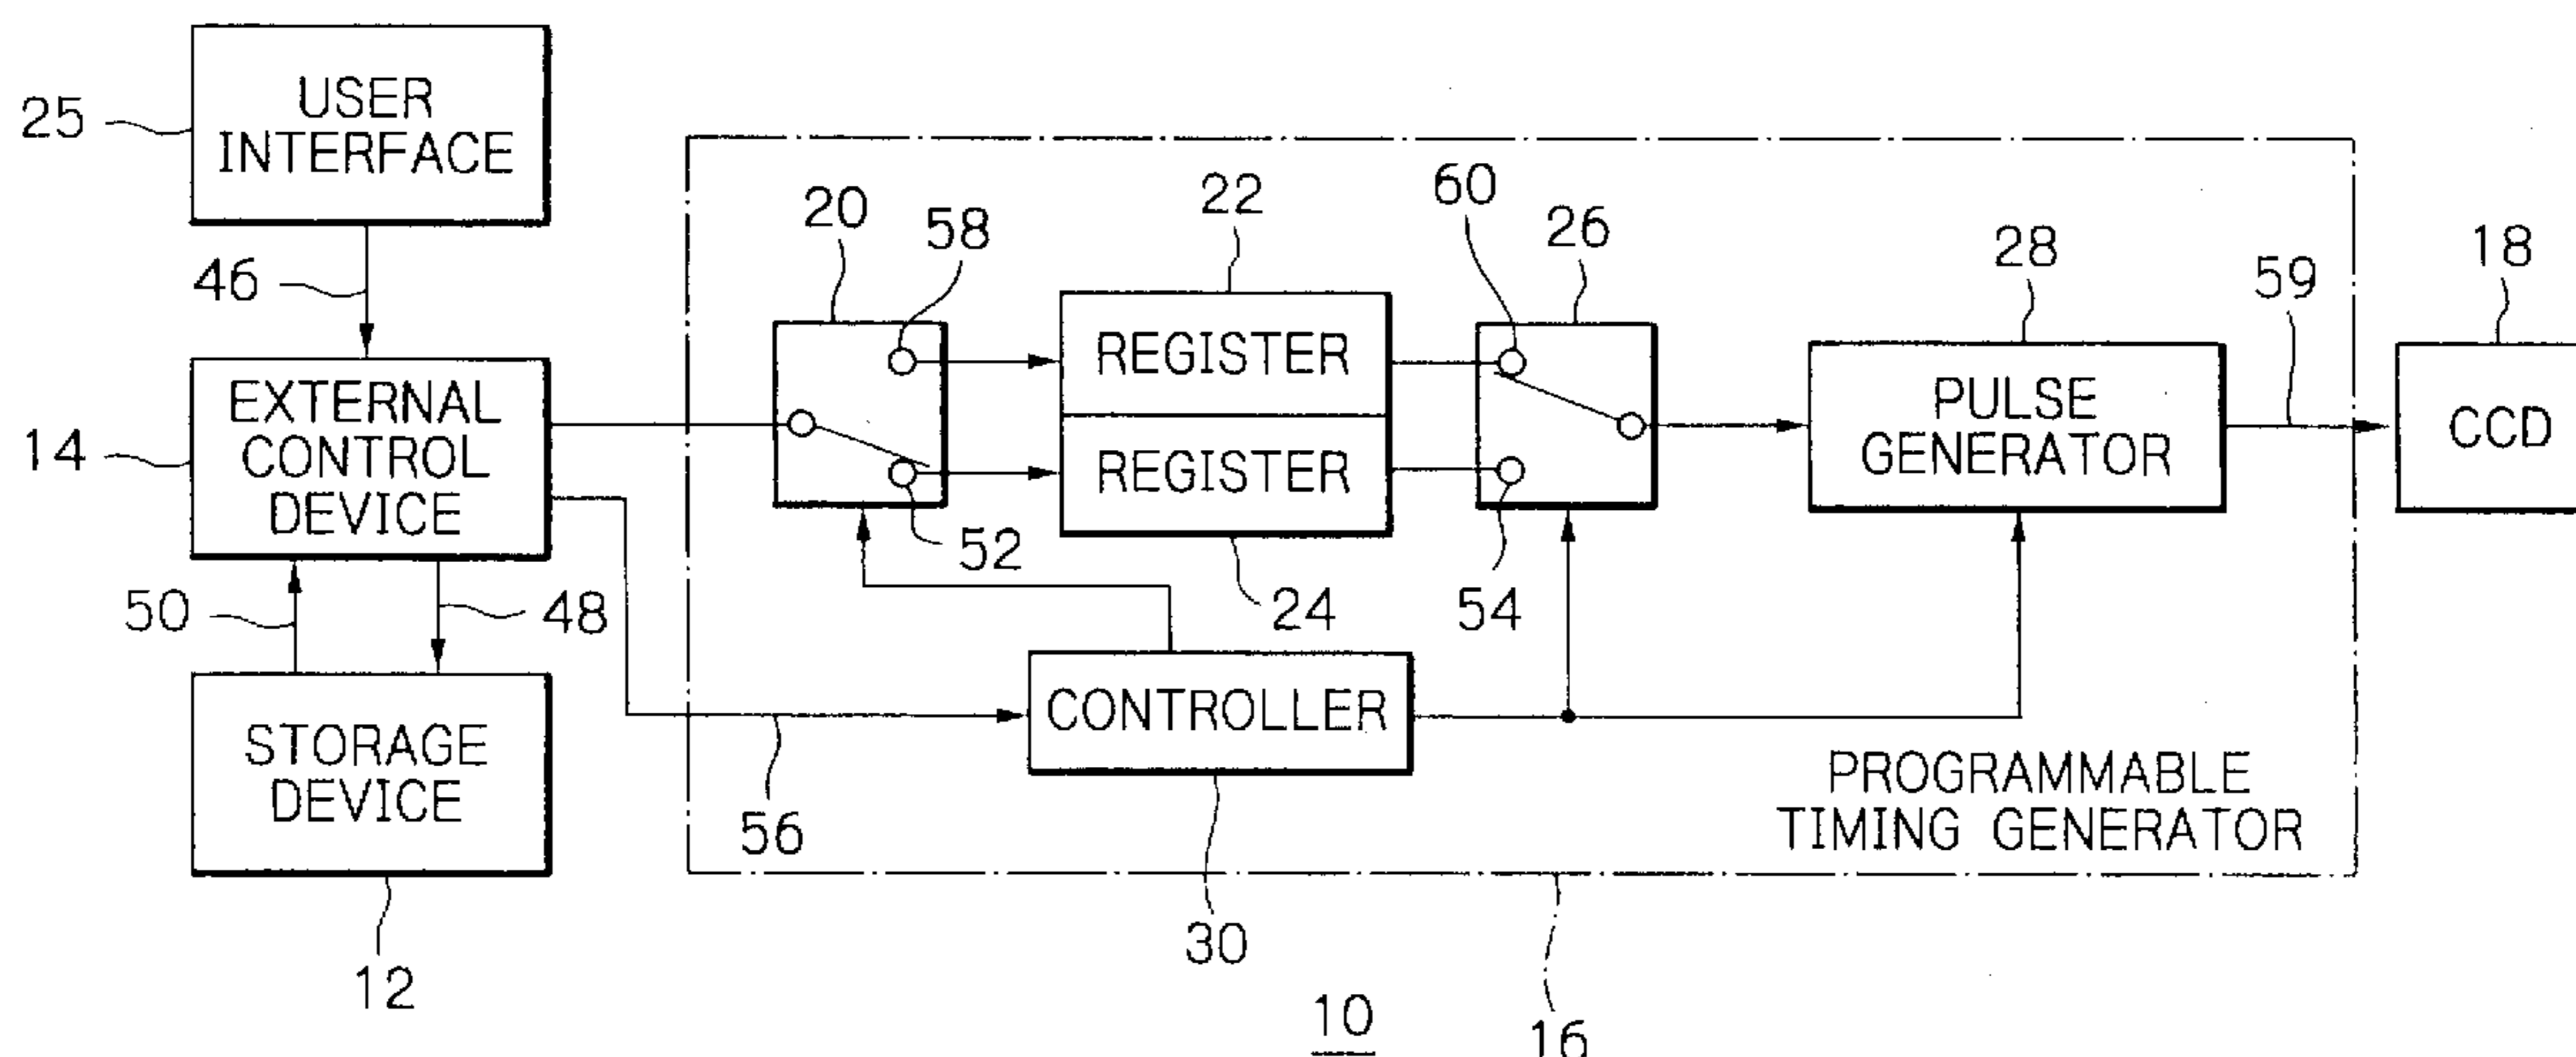 25
USER
INTERFACE
46
14
EXTERNAL
CONTROL
DEVICE
50
48
STORAGE
DEVICE
12
20
58
22
60
26
28
59
18
REGISTER
REGISTER
PULSE
GENERATOR
CCD
52
24
54
CONTROLLER
56
30
PROGRAMMABLE
TIMING GENERATOR
10
16